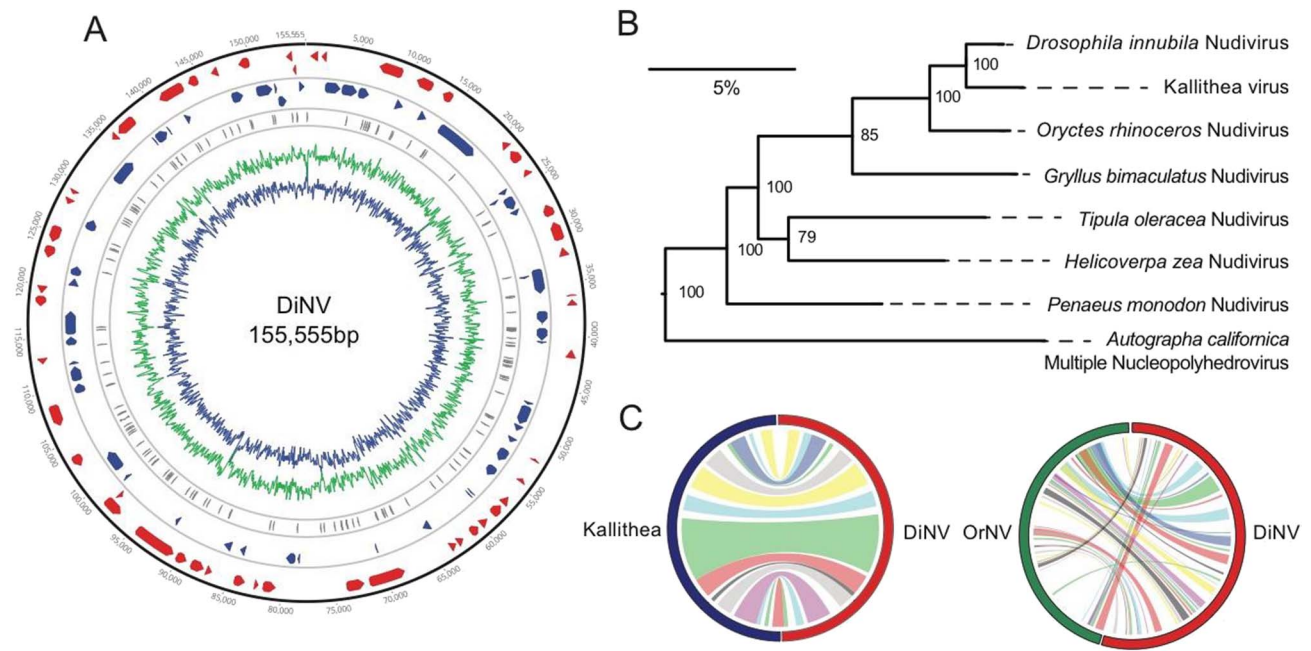 A
155,555
5,000
10,000
15,000
20,000
25,000
30,000
35,000
40,000
45,000
50,000
55,000
60,000
65,000
70,000
75,000
80,000
85,000
90,000
95,000
100,000
105,000
110,000
115,000
120,000
125,000
130,000
135,000
140,000
145,000
150,000
DiNV
155,555bp
B
5%
Drosophila innubila Nudivirus
100
Kallithea virus
100
Oryctes rhinoceros Nudivirus
85
Gryllus bimaculatus Nudivirus
100
Tipula oleracea Nudivirus
79
100
Helicoverpa zea Nudivirus
100
Penaeus monodon Nudivirus
Autographa californica
Multiple Nucleopolyhedrovirus
C
Kallithea
DiNV
OrNV
DiNV